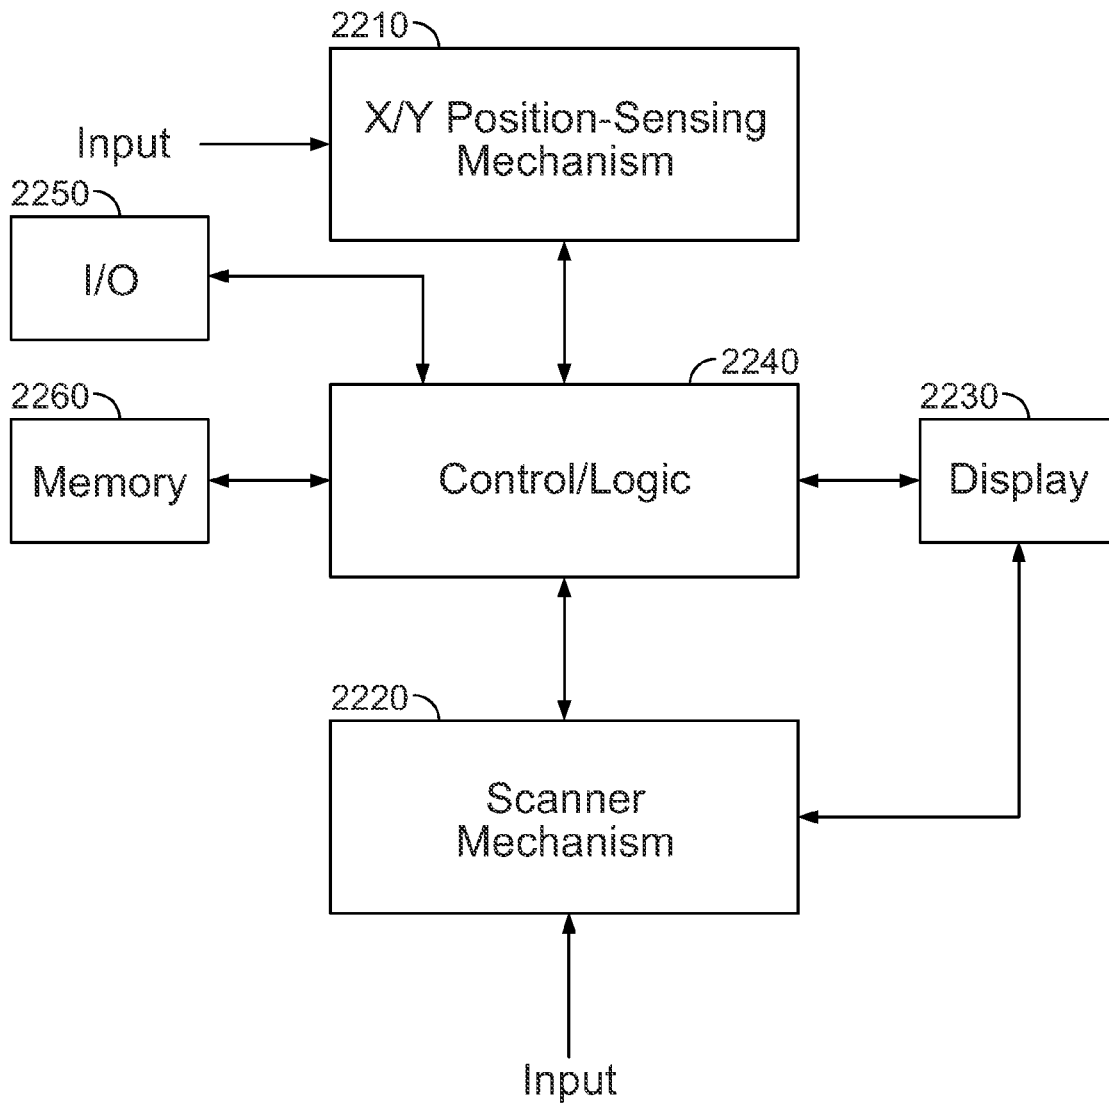 2210
X/Y Position-Sensing
Mechanism
Input
2250
I/O
2240
2260
2230
Memory
Control/Logic
Display
2220
Scanner
Mechanism
Input